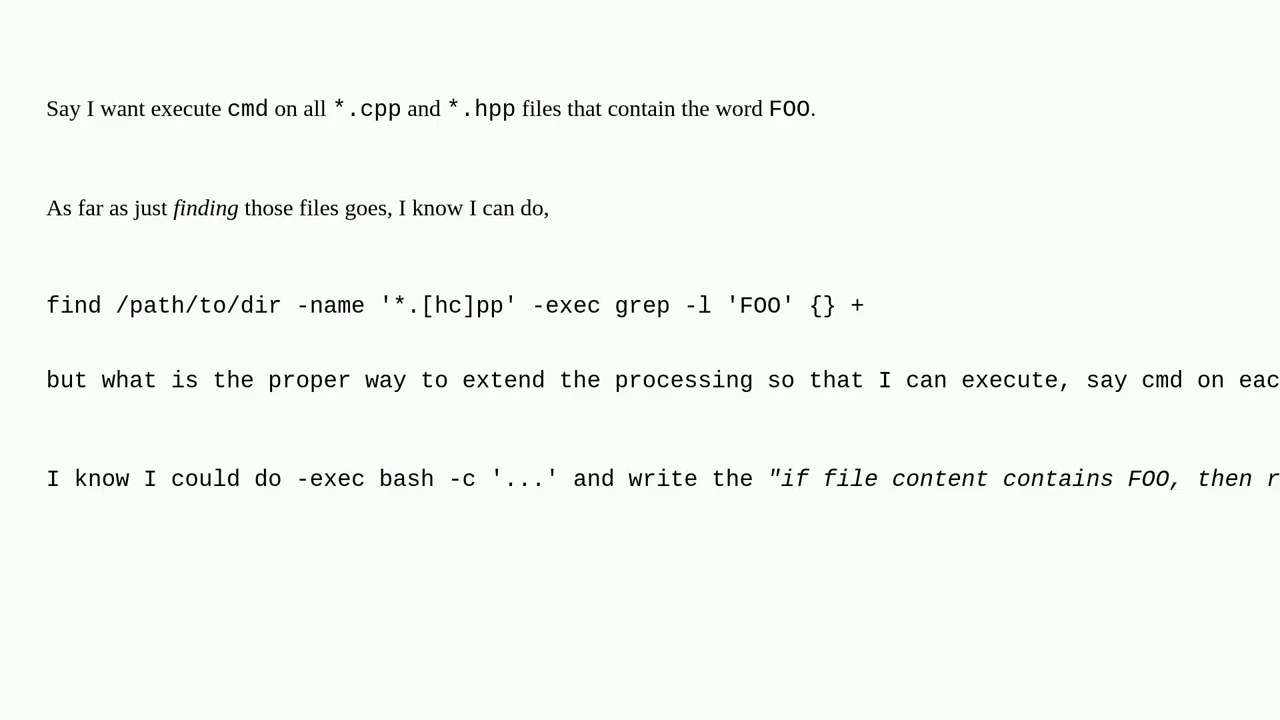 Say I want execute cmd on all *.cpp and *.hpp files that contain the word FOO.
As far as just finding those files goes, I know I can do,
find /path/to/dir -name '*.[hc]pp' -exec grep -l 'FOO' {} +
but what is the proper way to extend the processing so that I can execute, say cmd on eac
I know I could do -exec bash -c '...' and write the "if file content contains FOO, then r